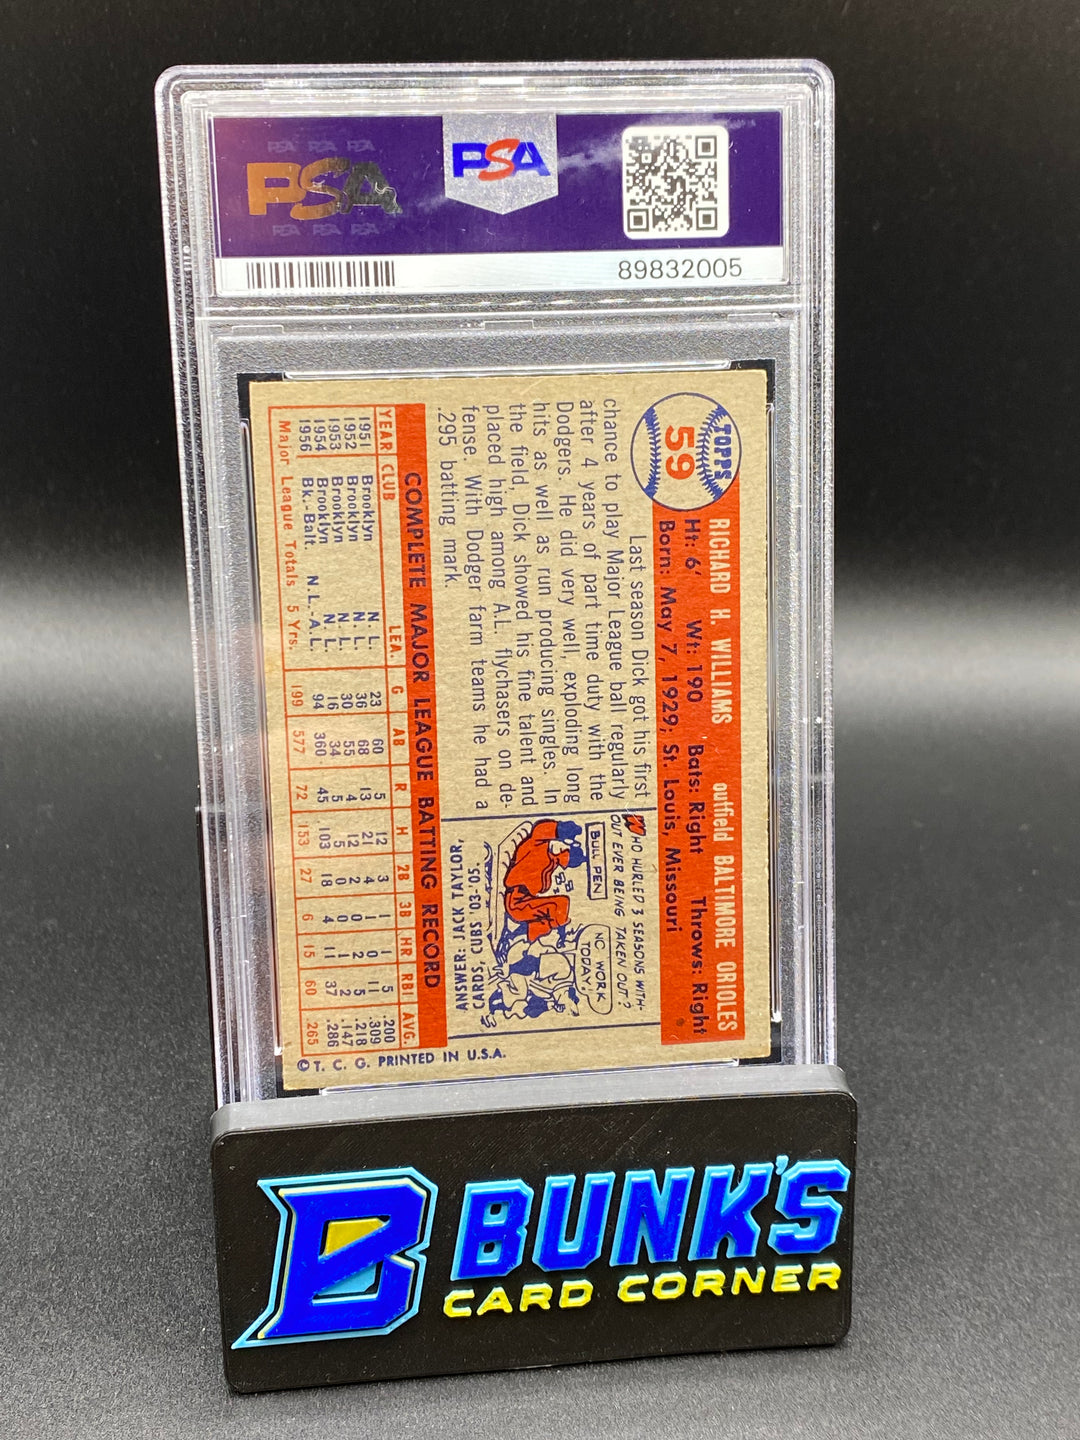 PSA PSA PSA
PSA
PSA PSA PSA
PSA
89832005
TOPPS
59
RICHARD H. WILLIAMS outfield BALTIMORE ORIOLES
Ht: 6' Wt: 190 Bats: Right Throws: Right
Born: May 7, 1929; St. Louis, Missouri
Last season Dick got his first
chance to play Major League ball regularly
after 4 years of part time duty with the
Dodgers. He did very well, exploding long
hits as well as run producing singles. In
the field, Dick showed his fine talent and
placed high among A.L. flychasers on de-
fense. With Dodger farm teams he had a
.295 batting mark.
WHO HURLED 3 SEASONS WITH-
OUT EVER BEING TAKEN OUT?
BULL PEN
NO WORK
TODAY!
ANSWER: JACK TAYLOR,
CARDS, CUBS '03-'05.
COMPLETE MAJOR LEAGUE BATTING RECORD
YEAR CLUB LEA. G AB R H 2B 3B HR RBI AVG.
1951 Brooklyn N. L. 23 60 5 12 3 1 1 5 .200
1952 Brooklyn N. L. 36 68 13 21 4 1 0 5 .309
1953 Brooklyn N. L. 30 55 4 12 2 0 2 5 .218
1954 Brooklyn N. L. 16 34 5 5 0 0 1 2 .147
1956 Bk.-Balt. N.L.-A.L. 94 360 45 103 18 4 11 37 .286
Major League Totals 5 Yrs. 199 577 72 153 27 6 15 60 .265
© T. C. G. PRINTED IN U.S.A.
B
BUNK'S
CARD CORNER